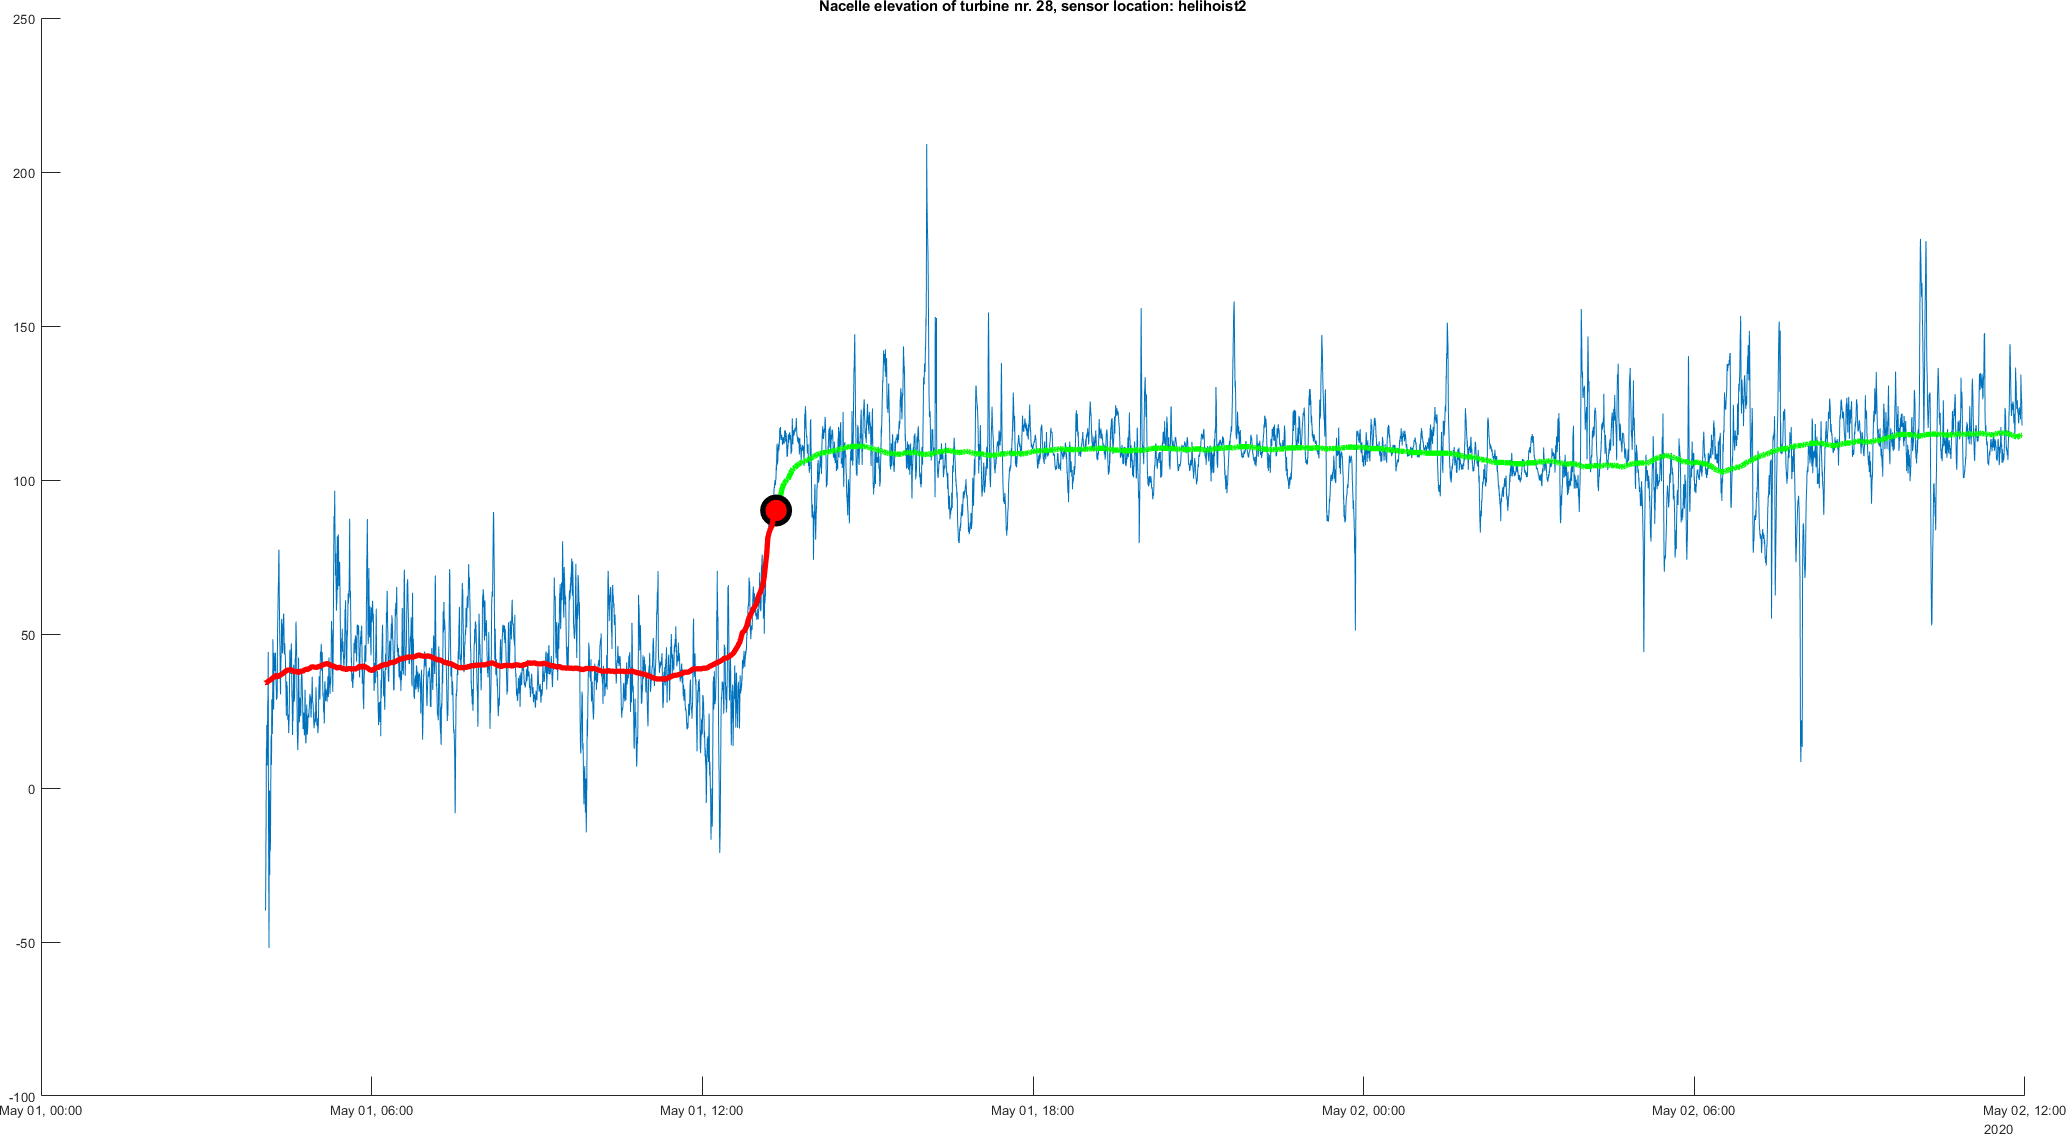 Nacelle elevation of turbine nr. 28, sensor location: helihoist2
250
200
150
100
50
0
-50
-100
May 01, 00:00
May 01, 06:00
May 01, 12:00
May 01, 18:00
May 02, 00:00
May 02, 06:00
May 02, 12:00
2020